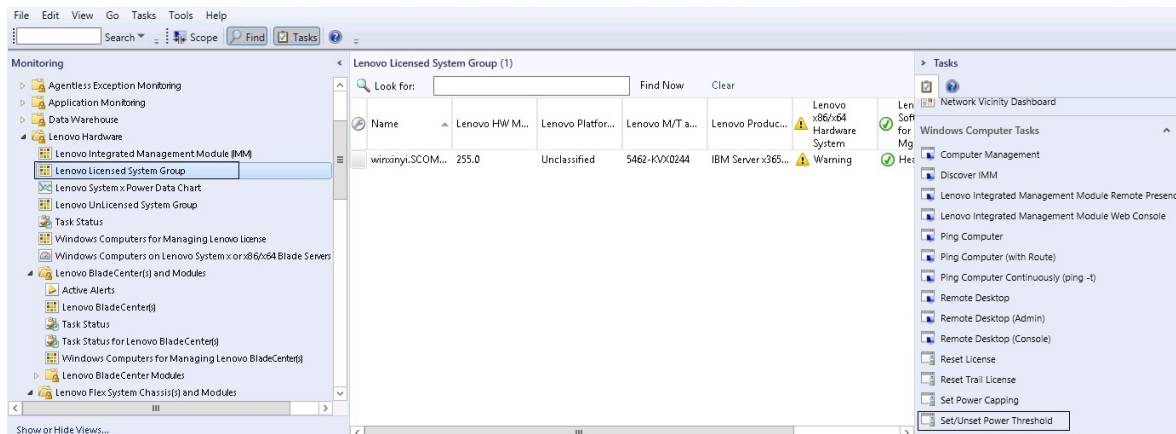 File Edit View Go Tasks Tools Help
Search Scope Find Tasks
Monitoring
Agentless Exception Monitoring
Application Monitoring
Data Warehouse
Lenovo Hardware
Lenovo Integrated Management Module (IMM)
Lenovo Licensed System Group
Lenovo System x Power Data Chart
Lenovo UnLicensed System Group
Task Status
Windows Computers for Managing Lenovo License
Windows Computers on Lenovo System x or x86/x64 Blade Servers
Lenovo BladeCenter(s) and Modules
Active Alerts
Lenovo BladeCenter(s)
Task Status
Task Status for Lenovo BladeCenter(s)
Windows Computers for Managing Lenovo BladeCenter(s)
Lenovo BladeCenter Modules
Lenovo Flex System Chassis(s) and Modules
Show or Hide Views...
Lenovo Licensed System Group (1)
Look for: Find Now Clear
Name Lenovo HW M... Lenovo Platfor... Lenovo M/T a... Lenovo Produc... Lenovo x86/x64 Hardware System Len Soft for Mg
winxinyi.SCOM... 255.0 Unclassified 5462-KVX0244 IBM Server x365... Warning Hea
Tasks
Network Vicinity Dashboard
Windows Computer Tasks
Computer Management
Discover IMM
Lenovo Integrated Management Module Remote Presenc
Lenovo Integrated Management Module Web Console
Ping Computer
Ping Computer (with Route)
Ping Computer Continuously (ping -t)
Remote Desktop
Remote Desktop (Admin)
Remote Desktop (Console)
Reset License
Reset Trail License
Set Power Capping
Set/Unset Power Threshold